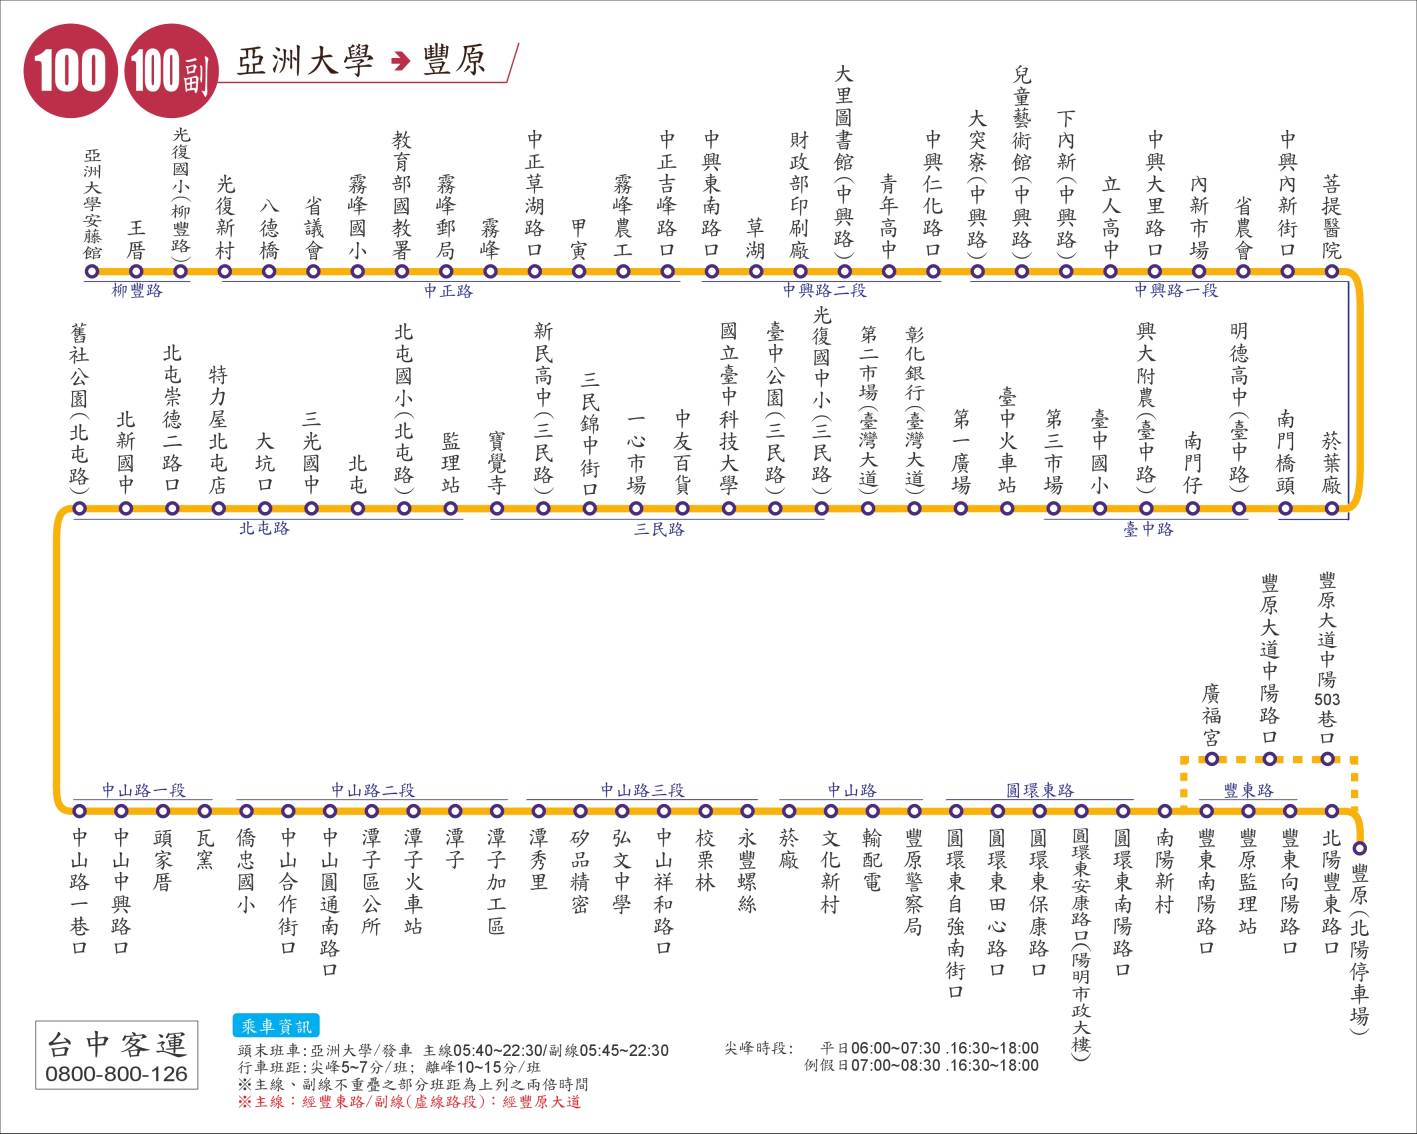 100 100副 亞洲大學 ➔ 豐原
亞洲大學安藤館
王厝
光復國小(柳豐路)
光復新村
八德橋
省議會
霧峰國小
教育部國教署
霧峰郵局
霧峰
中正草湖路口
甲寅
霧峰農工
中正吉峰路口
中興東南路口
草湖
財政部印刷廠
大里圖書館(中興路)
青年高中
中興仁化路口
大突寮(中興路)
兒童藝術館(中興路)
下內新(中興路)
立人高中
中興大里路口
內新市場
省農會
中興內新街口
菩提醫院
柳豐路
中正路
中興路二段
中興路一段
舊社公園(北屯路)
北新國中
北屯崇德二路口
特力屋北屯店
大坑口
三光國中
北屯
北屯國小(北屯路)
監理站
寶覺寺
新民高中(三民路)
三民錦中街口
一心市場
中友百貨
國立臺中科技大學
臺中公園(三民路)
光復國中小(三民路)
第二市場(臺灣大道)
彰化銀行(臺灣大道)
第一廣場
臺中火車站
第三市場
臺中國小
興大附農(臺中路)
南門仔
明德高中(臺中路)
南門橋頭
菸葉廠
北屯路
三民路
臺中路
廣福宮
豐原大道中陽路口
豐原大道中陽503巷口
中山路一段
中山路二段
中山路三段
中山路
圓環東路
豐東路
中山路一巷口
中山中興路口
頭家厝
瓦窯
僑忠國小
中山合作街口
中山圓通南路口
潭子區公所
潭子火車站
潭子
潭子加工區
潭秀里
矽品精密
弘文中學
中山祥和路口
校栗林
永豐螺絲
菸廠
文化新村
輸配電
豐原警察局
圓環東自強南街口
圓環東田心路口
圓環東保康路口
圓環東安康路口(陽明市政大樓)
圓環東南陽路口
南陽新村
豐東南陽路口
豐原監理站
豐東向陽路口
北陽豐東路口
豐原(北陽停車場)
台中客運
0800-800-126
乘車資訊
頭末班車:亞洲大學/發車 主線05:40~22:30/副線05:45~22:30
行車班距:尖峰5~7分/班; 離峰10~15分/班
※主線、副線不重疊之部分班距為上列之兩倍時間
※主線：經豐東路/副線(虛線路段)：經豐原大道
尖峰時段: 平日06:00~07:30 .16:30~18:00
例假日07:00~08:30 .16:30~18:00